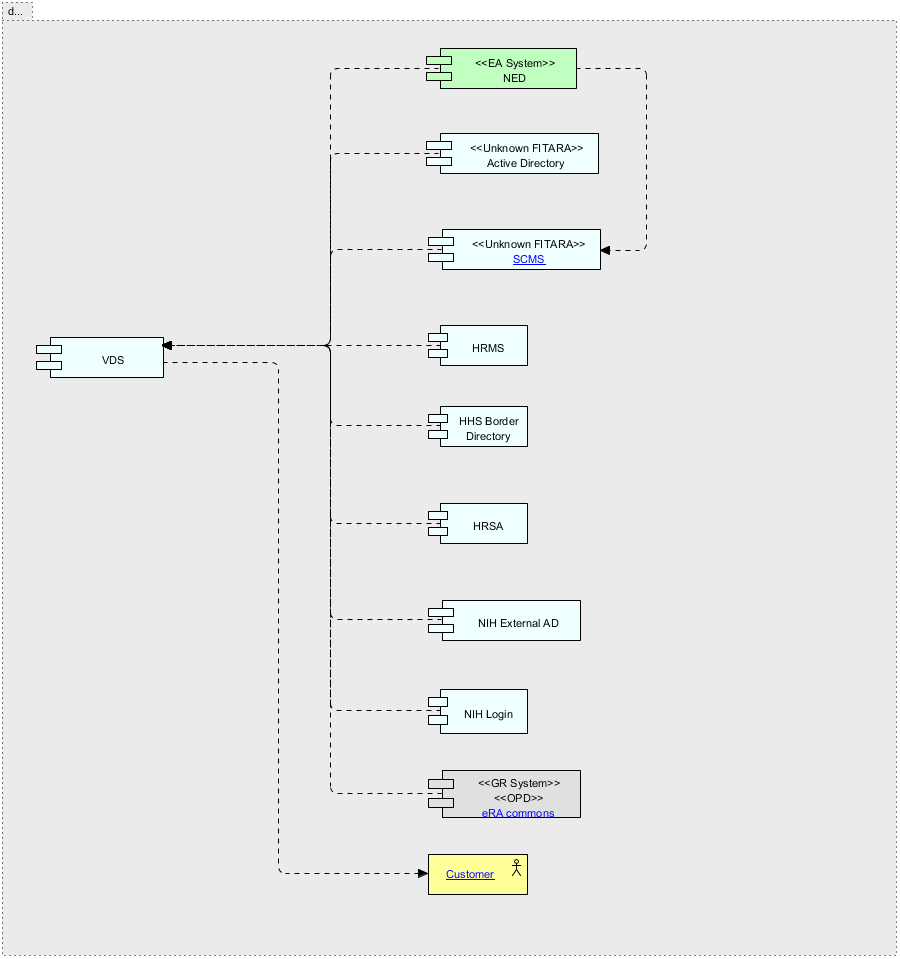 d...
<<EA System>>
NED
<<Unknown FITARA>>
Active Directory
<<Unknown FITARA>>
SCMS
HRMS
VDS
HHS Border
Directory
HRSA
NIH External AD
NIH Login
<<GR System>>
<<OPD>>
eRA commons
Customer